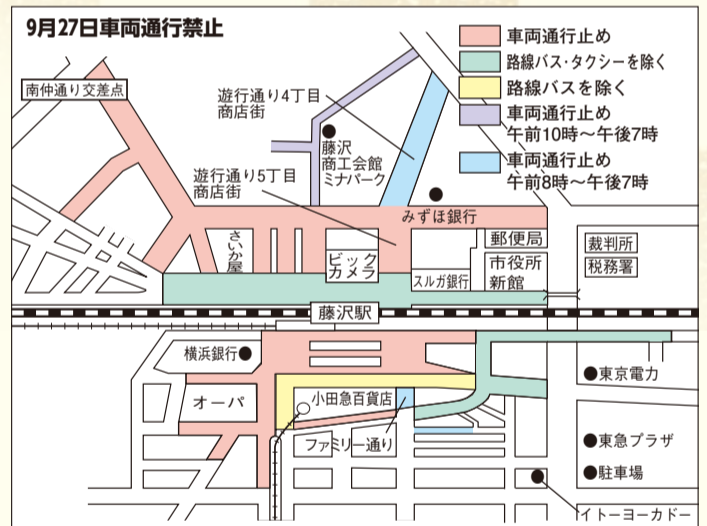 9月27日車両通行禁止
車両通行止め
路線バス・タクシーを除く
路線バスを除く
車両通行止め
午前10時～午後7時
車両通行止め
午前8時～午後7時
南仲通り交差点
遊行通り4丁目
商店街
藤沢
商工会館
ミナパーク
遊行通り5丁目
商店街
みずほ銀行
さいか屋
ビック
カメラ
スルガ銀行
郵便局
市役所
新館
裁判所
税務署
藤沢駅
横浜銀行
オーパ
小田急百貨店
ファミリー通り
東京電力
東急プラザ
駐車場
イトーヨーカドー